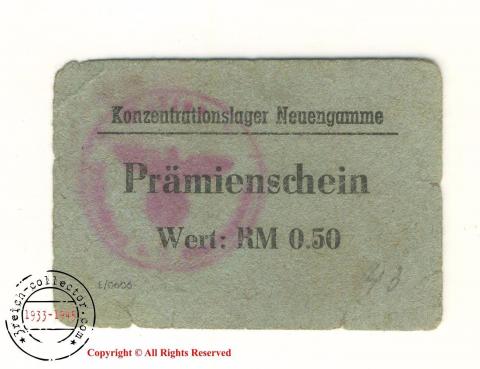 Konzentrationslager Neuengamme
Prämienschein
Wert: RM 0.50
E/0606
43
3reich-collector.com
1933-1945
Copyright © All Rights Reserved